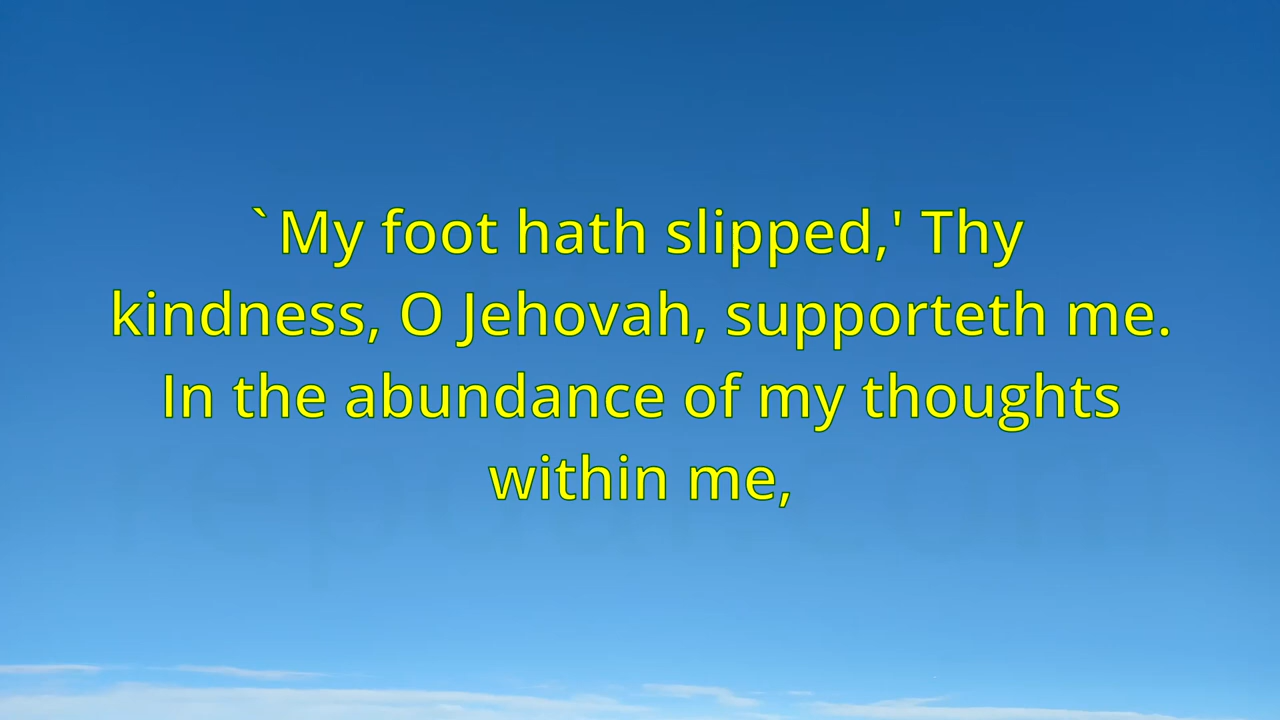 `My foot hath slipped,' Thy
kindness, O Jehovah, supporteth me.
In the abundance of my thoughts
within me,